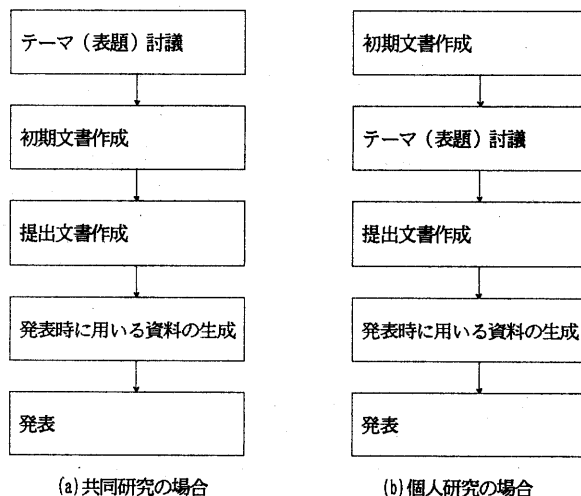 テーマ（表題）討議
初期文書作成
提出文書作成
発表時に用いる資料の生成
発表
(a)共同研究の場合
初期文書作成
テーマ（表題）討議
提出文書作成
発表時に用いる資料の生成
発表
(b)個人研究の場合